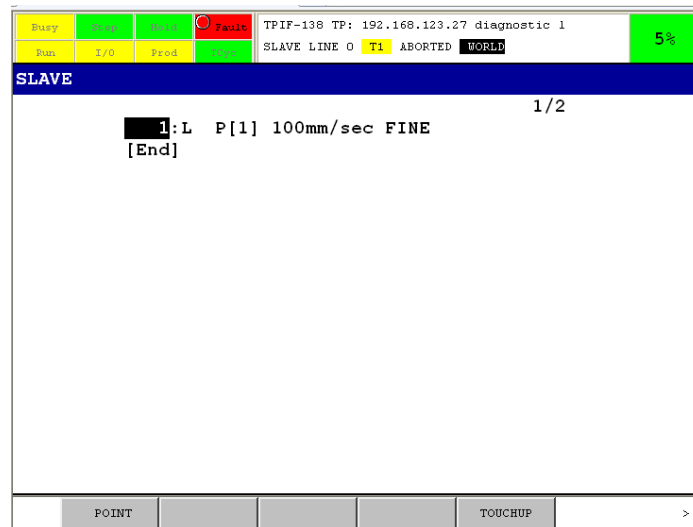 Busy Step Hold Fault TPIF-138 TP: 192.168.123.27 diagnostic l
Run I/O Prod TCyc SLAVE LINE 0 T1 ABORTED WORLD 5%
SLAVE
1/2
1:L P[1] 100mm/sec FINE
[End]
POINT TOUCHUP >